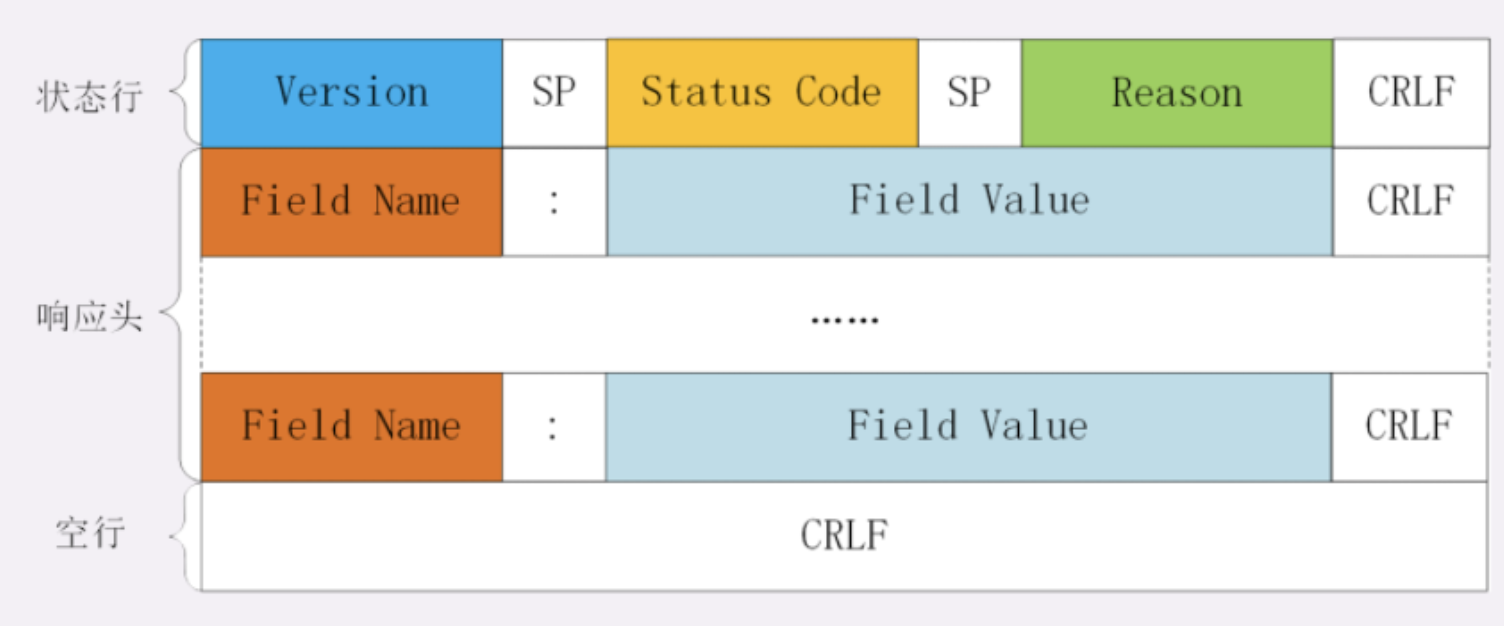 状态行 Version SP Status Code SP Reason CRLF
Field Name : Field Value CRLF
响应头 ……
Field Name : Field Value CRLF
空行 CRLF